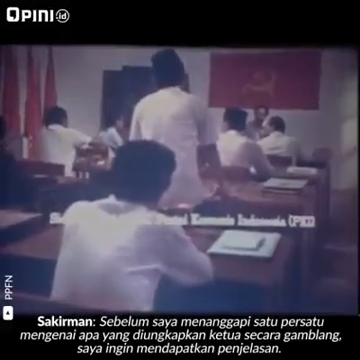 OPINI.id
Partai Komunis Indonesia (PKI)
PPFN
Sakirman: Sebelum saya menanggapi satu persatu
mengenai apa yang diungkapkan ketua secara gamblang,
saya ingin mendapatkan penjelasan.